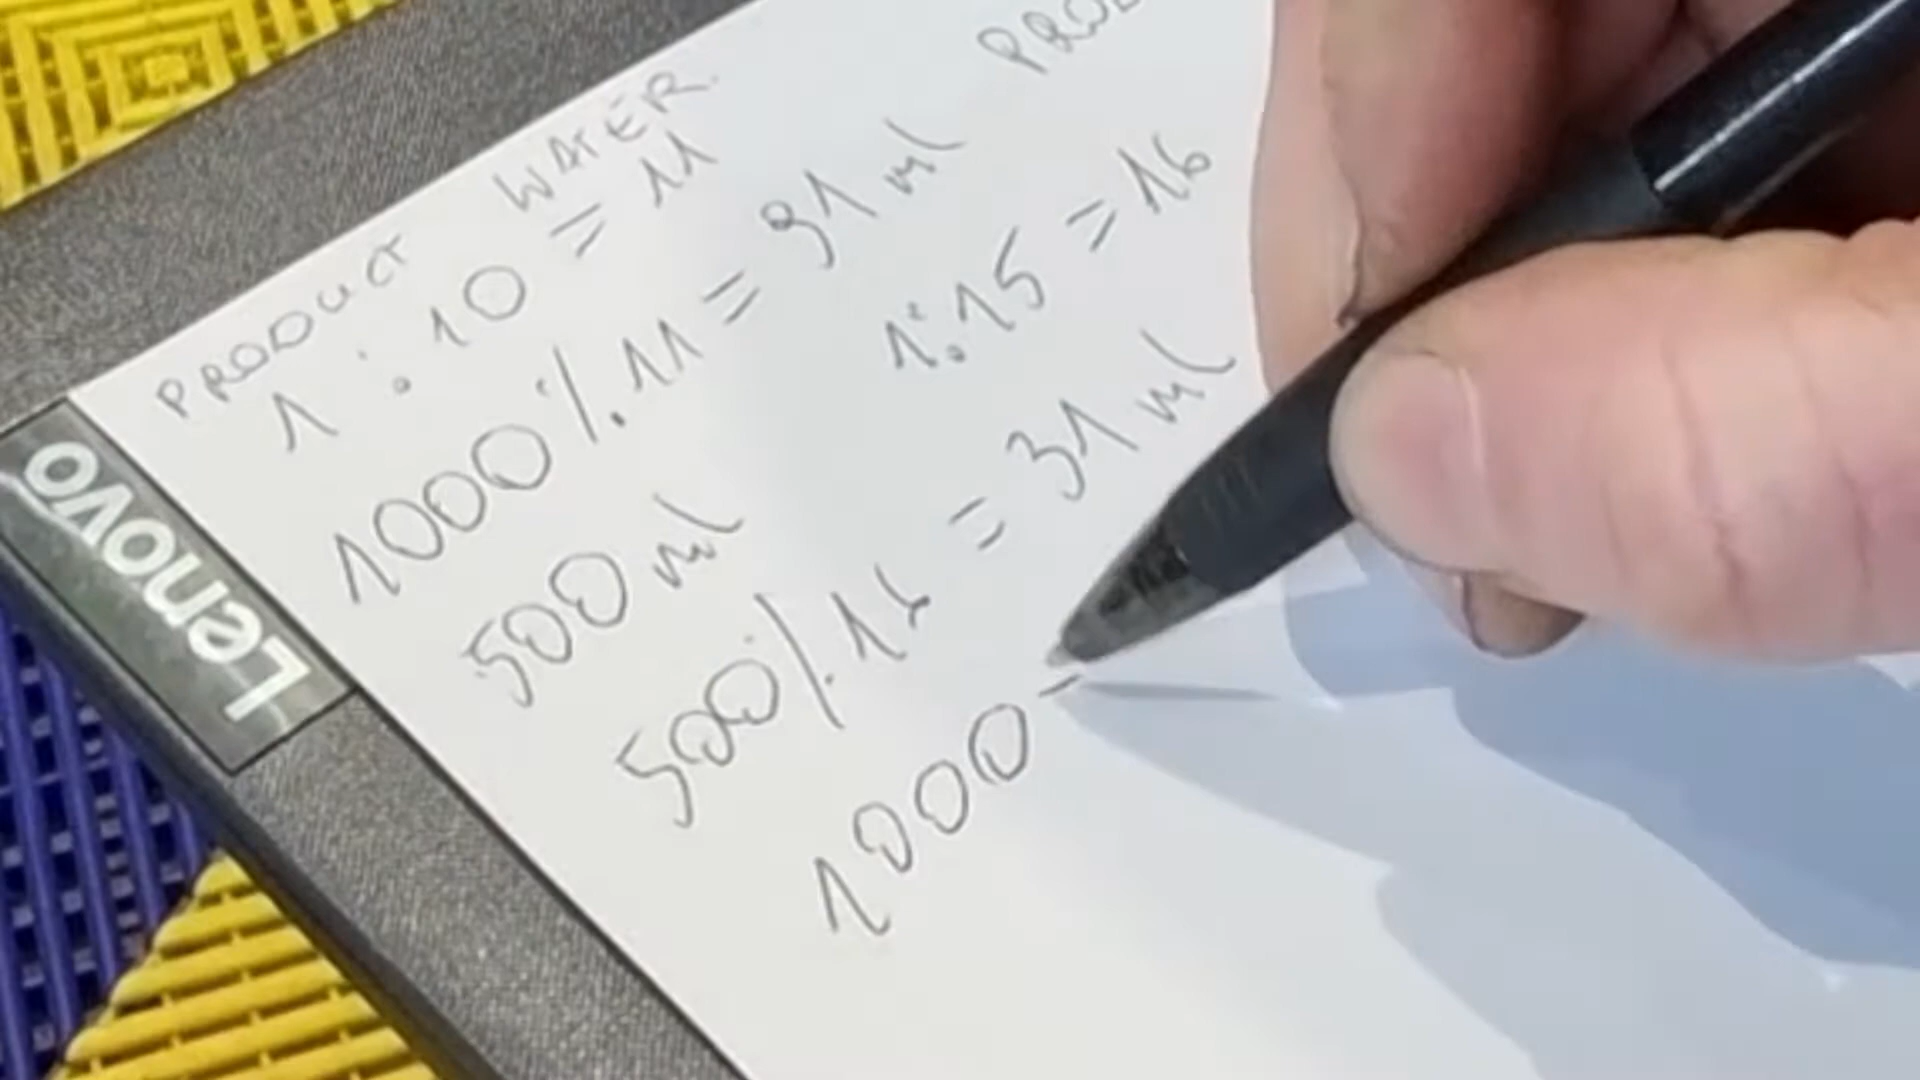 PRODUCT WATER.
1 : 10 = 11
1000 ⁒ 11 = 91 ml
500 ml
1:15 = 16
500 ⁒ 16 = 31 ml
1000 -
Lenovo